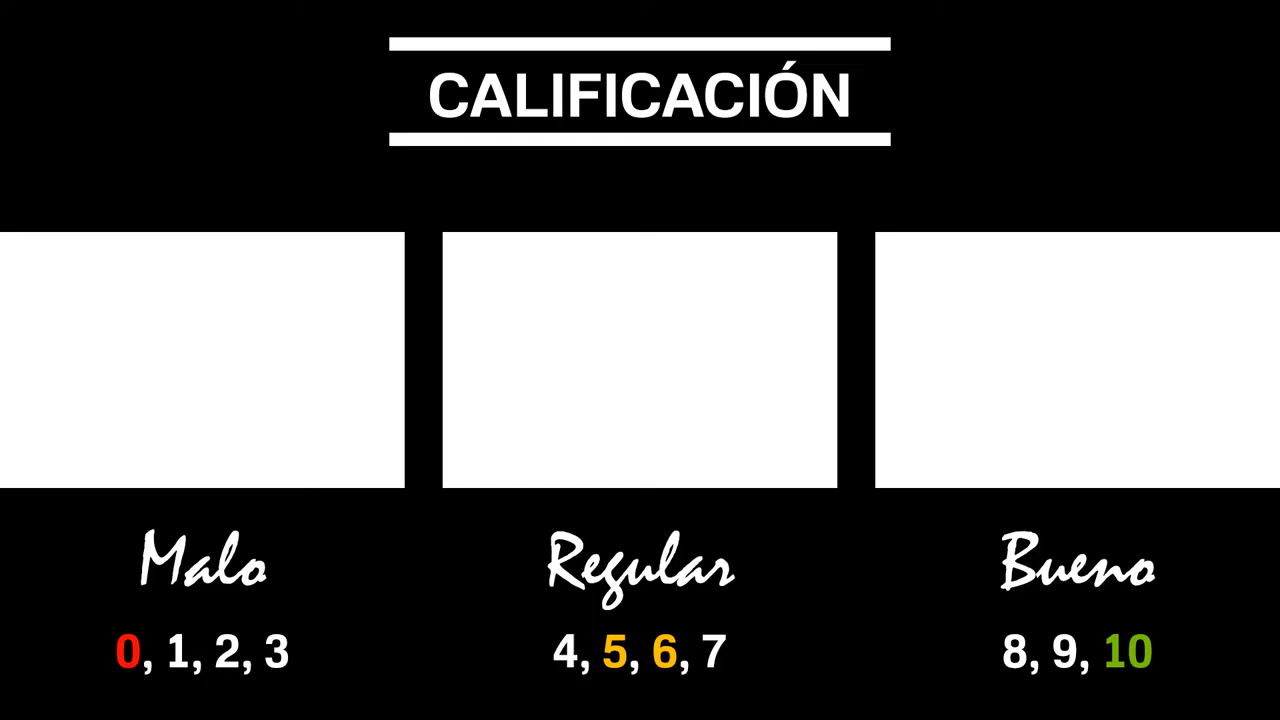 CALIFICACIÓN
Malo
Regular
Bueno
0, 1, 2, 3
4, 5, 6, 7
8, 9, 10